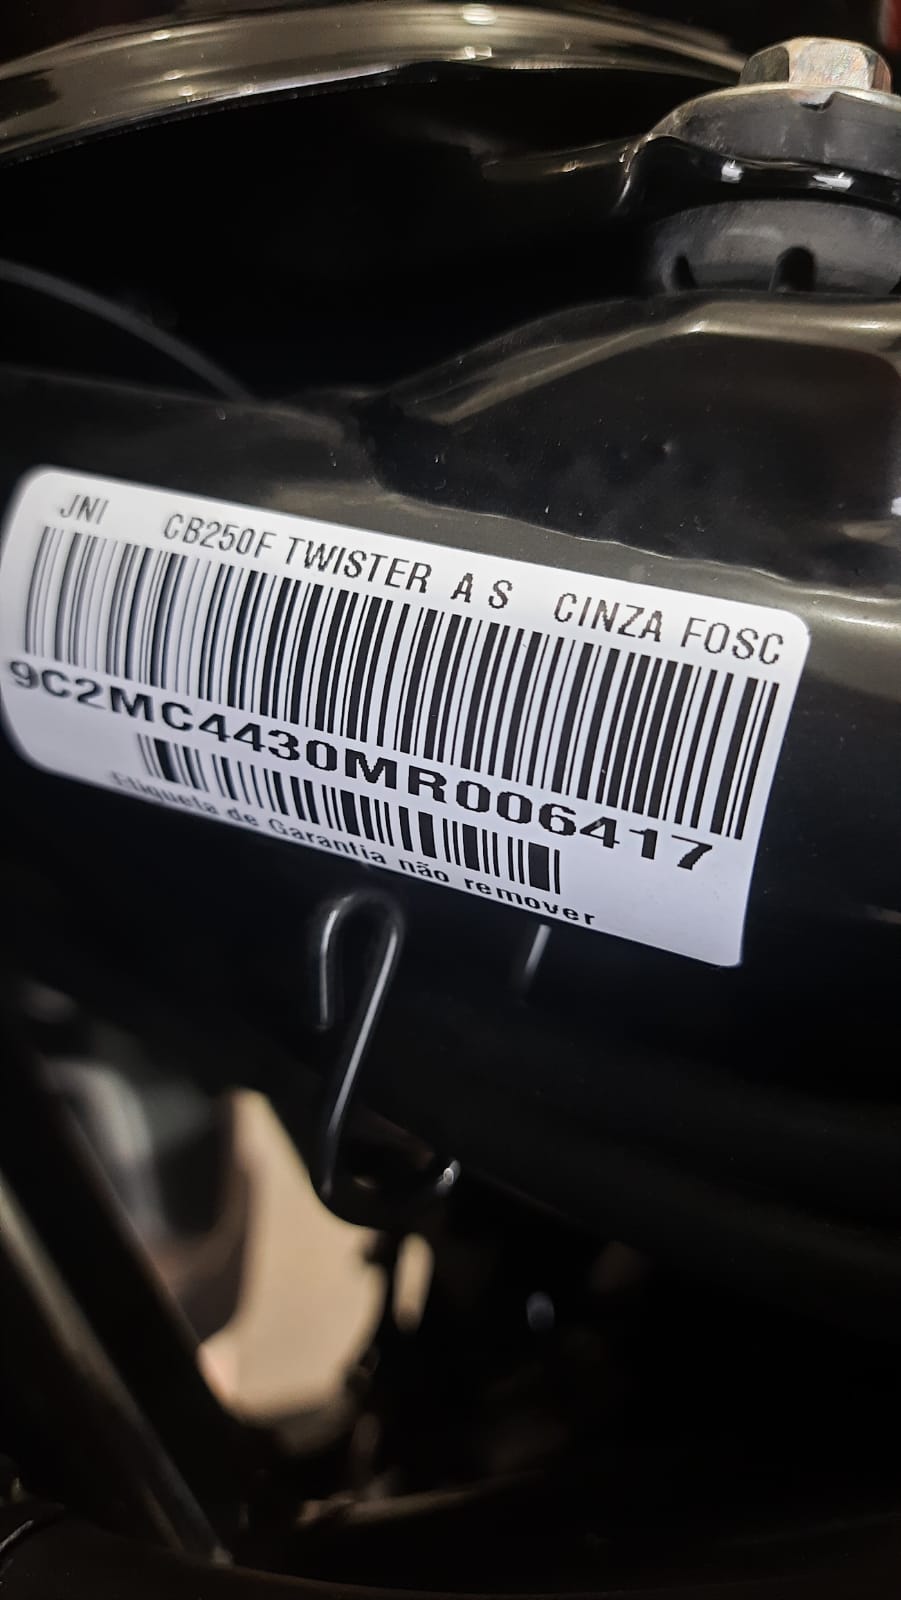 JNI CB250F TWISTER A S CINZA FOSC
9C2MC4430MR006417
Etiqueta de Garantia não remover